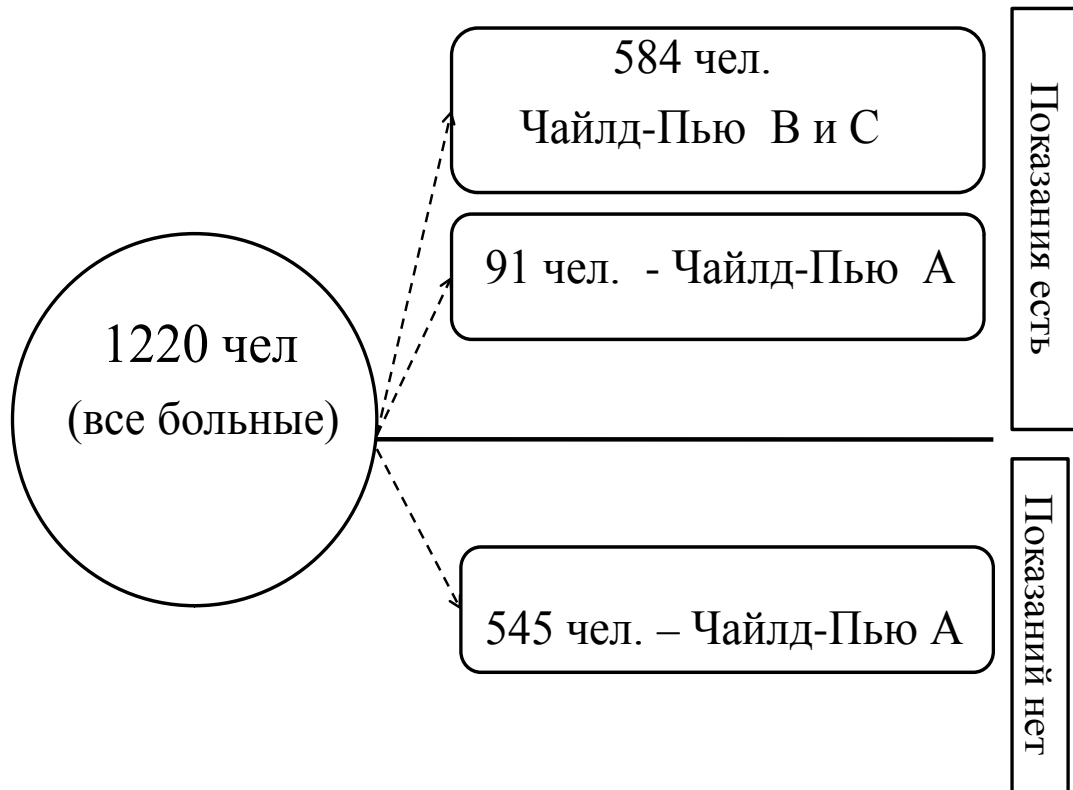 584 чел.
Чайлд-Пью В и С
91 чел. - Чайлд-Пью А
1220 чел
(все больные)
545 чел. – Чайлд-Пью А
Показания есть
Показаний нет